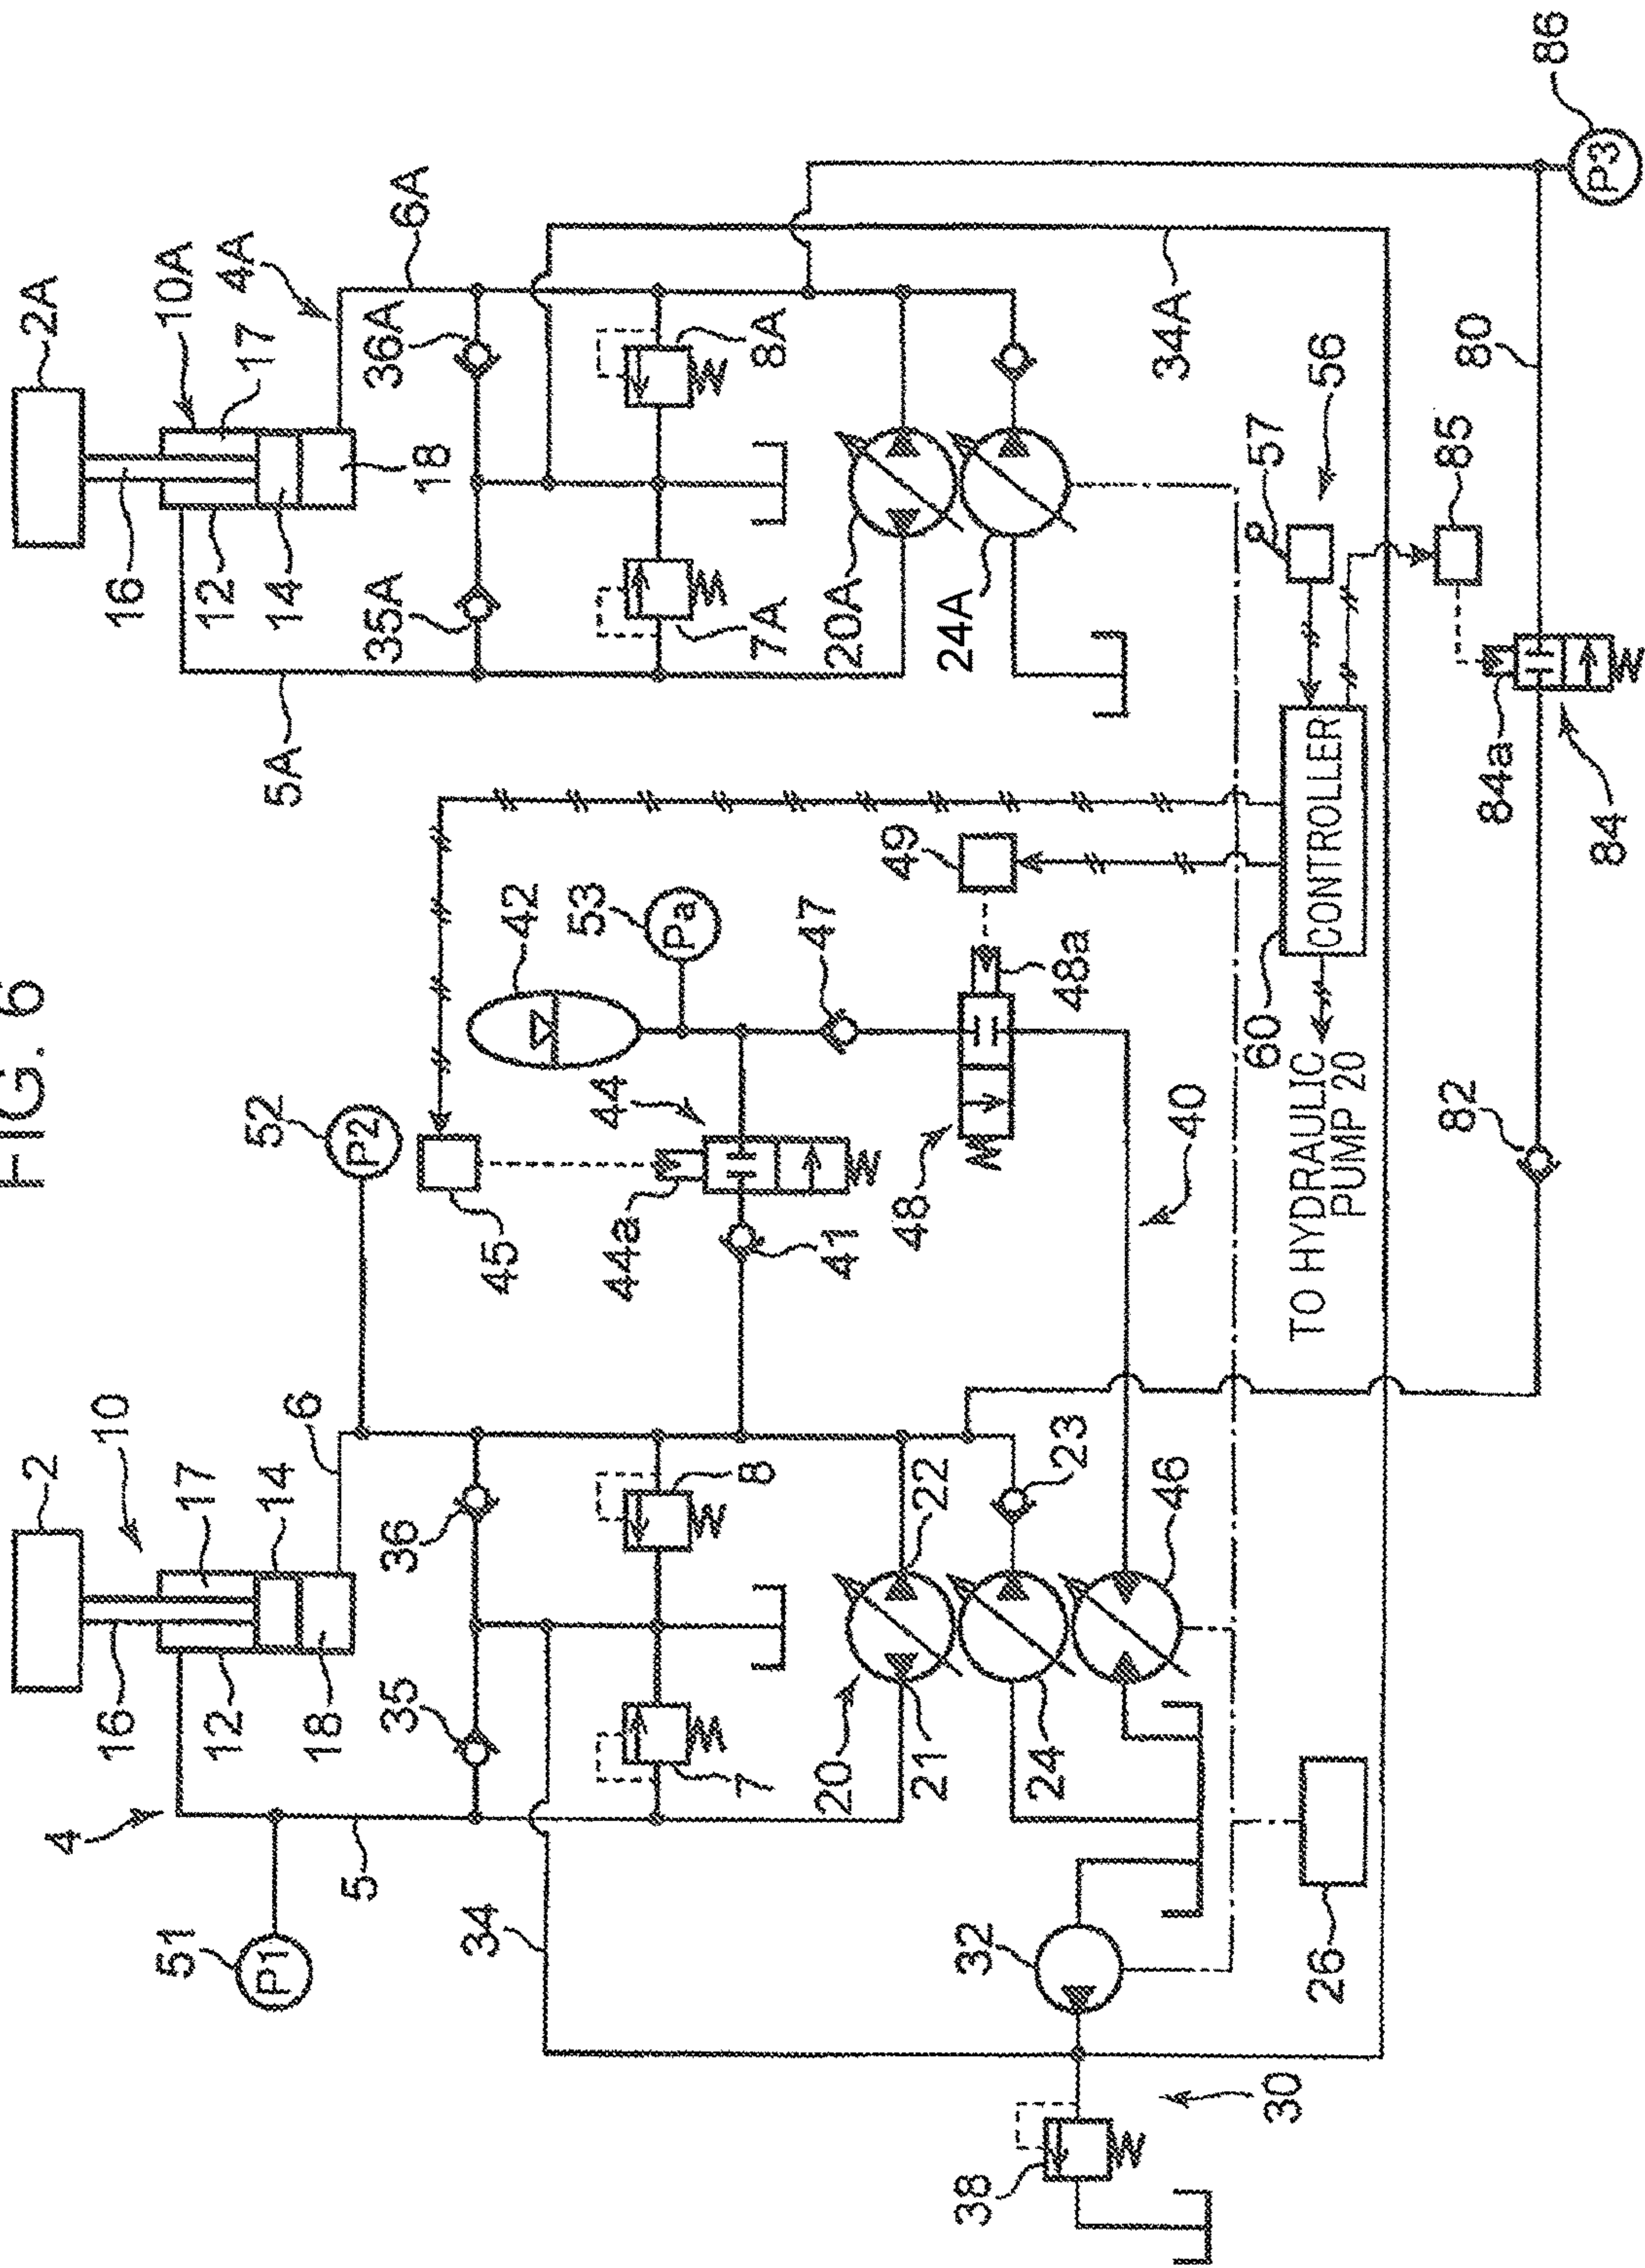 FIG. 6
2
2A
4
16
10
16
10A
51
P1
12
17
12
17
4A
5
18
14
52
P2
5A
14
34
35
36
6
35A
18
36A
6A
45
42
7
8
44a
44
53
Pa
7A
8A
20
21
22
41
47
20A
32
24
23
48
49
24A
38
46
40
48a
34A
30
26
60
CONTROLLER
57
56
TO HYDRAULIC
PUMP 20
82
84a
85
80
84
86
P3